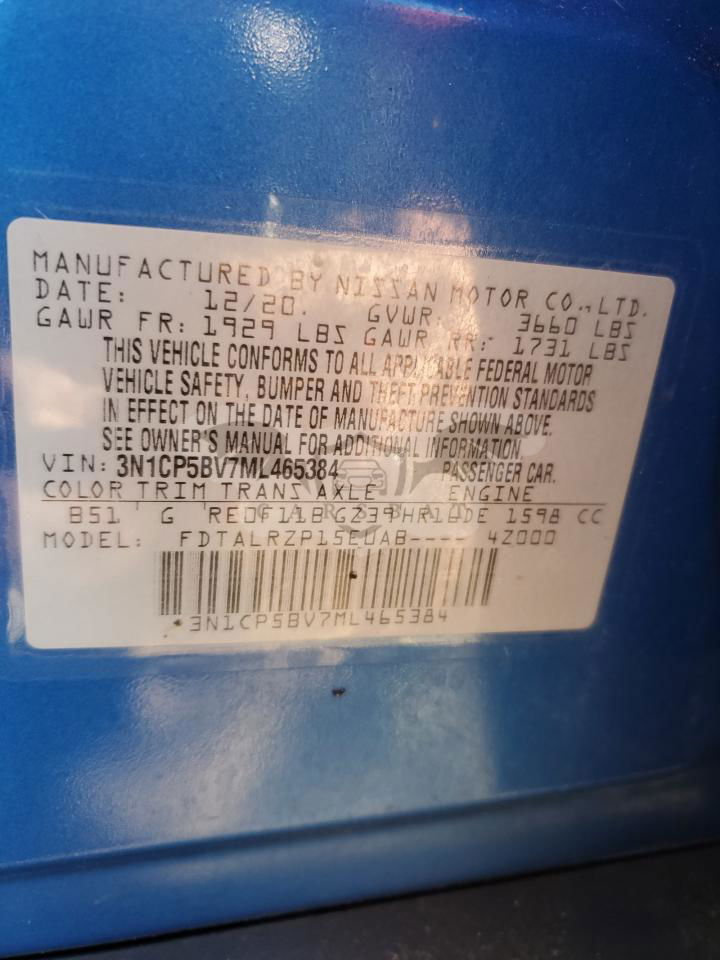 MANUFACTURED BY NISSAN MOTOR CO.,LTD.
DATE: 12/20. GVWR: 3660 LBS
GAWR FR: 1929 LBS GAWR RR: 1731 LBS
THIS VEHICLE CONFORMS TO ALL APPLICABLE FEDERAL MOTOR
VEHICLE SAFETY, BUMPER AND THEFT PREVENTION STANDARDS
IN EFFECT ON THE DATE OF MANUFACTURE SHOWN ABOVE.
SEE OWNER'S MANUAL FOR ADDITIONAL INFORMATION.
VIN: 3N1CP5BV7ML465384 PASSENGER CAR.
COLOR TRIM TRANS AXLE ENGINE
B51 G RE0F11B G239 HR16DE 1598 CC
MODEL: FDTALRZP15EUAB---- 4Z000
3N1CP5BV7ML465384